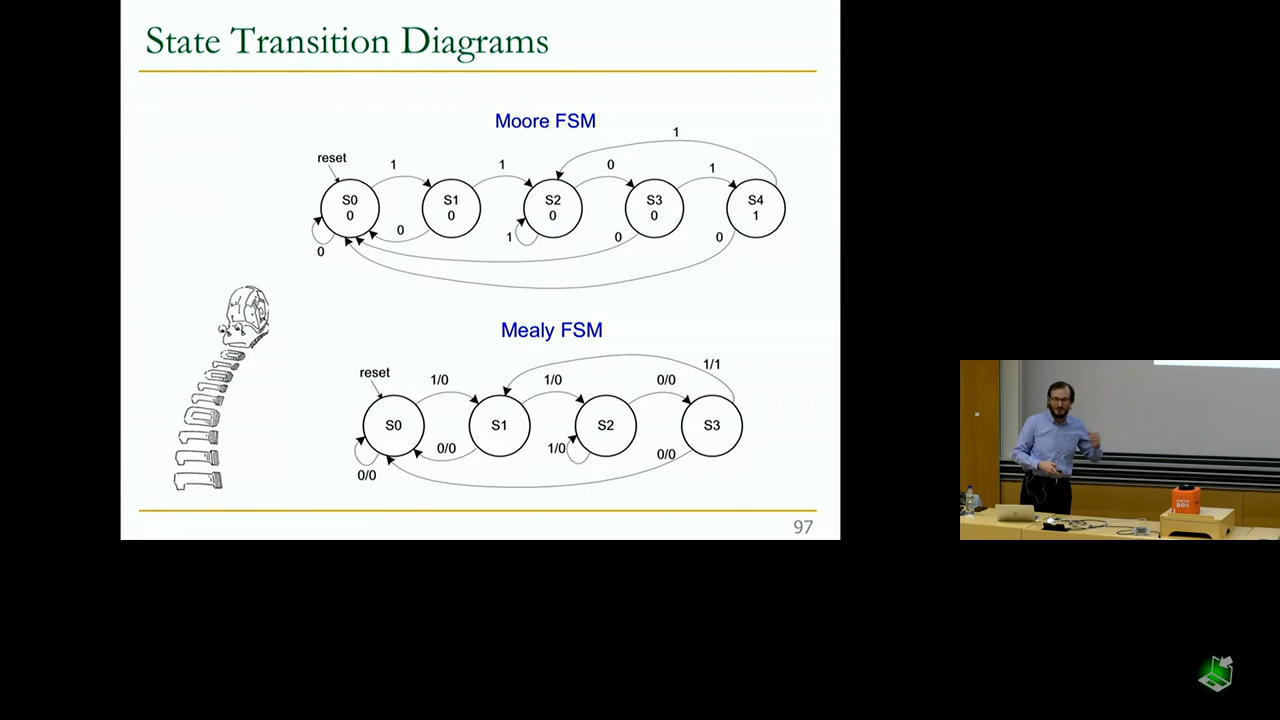 State Transition Diagrams
Moore FSM
reset
1
1
0
1
1
S0
0
S1
0
S2
0
S3
0
S4
1
0
0
1
0
0
Mealy FSM
reset
1/0
1/0
0/0
1/1
S0
S1
S2
S3
0/0
0/0
1/0
0/0
97